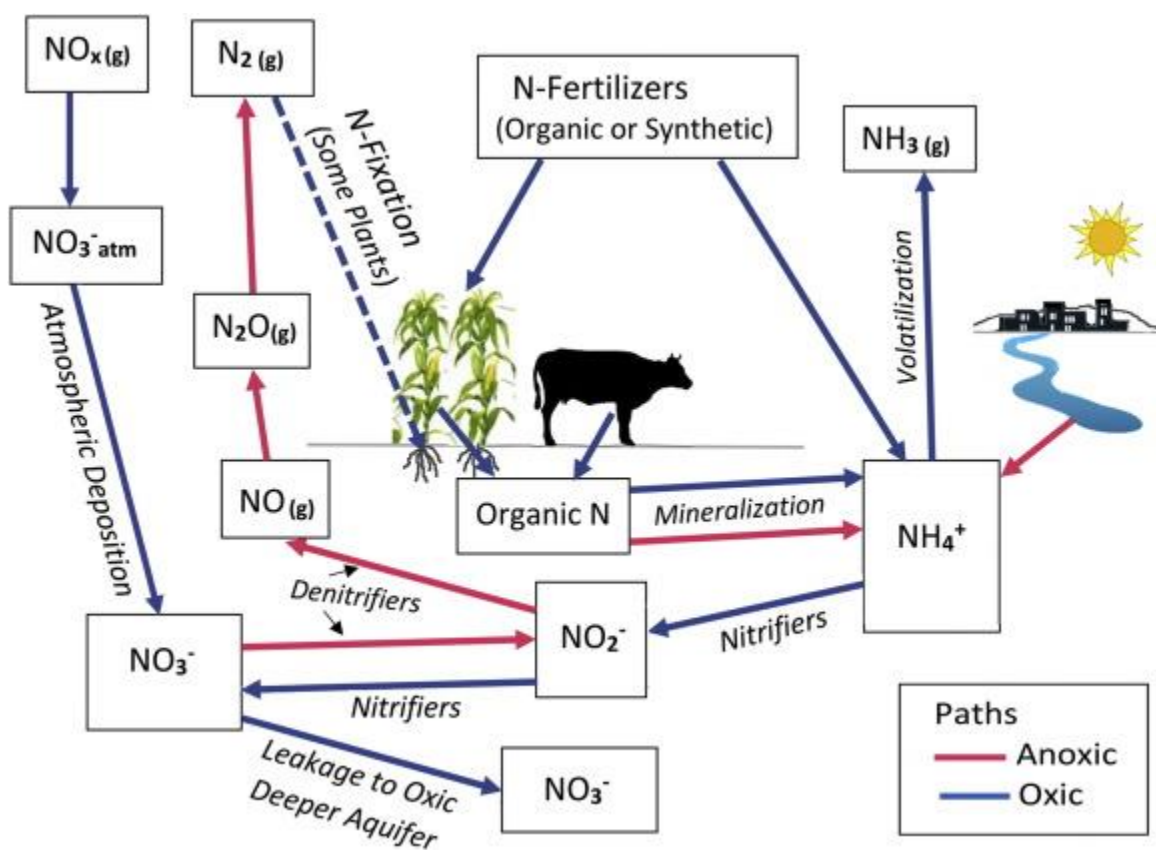 NOx (g)
N2 (g)
N-Fertilizers
(Organic or Synthetic)
NH3 (g)
N-Fixation
(Some Plants)
NO3- atm
Atmospheric Deposition
N2O(g)
Volatilization
NO (g)
Organic N
Mineralization
NH4+
Denitrifiers
NO3-
NO2-
Nitrifiers
Nitrifiers
Leakage to Oxic
Deeper Aquifer
NO3-
Paths
Anoxic
Oxic